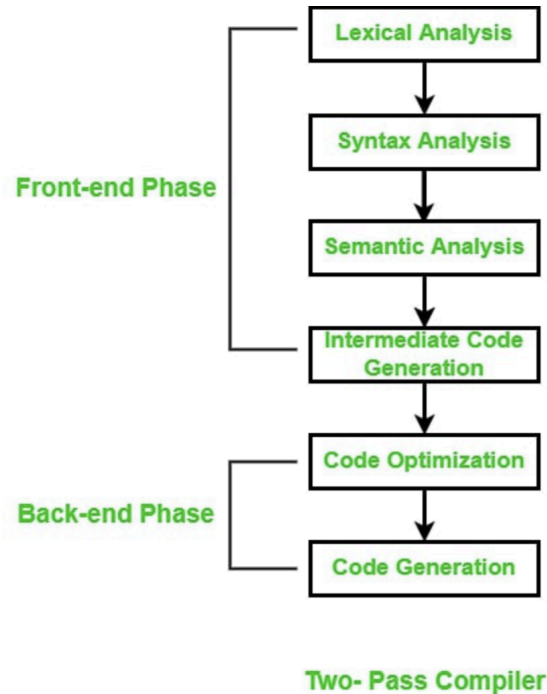 Lexical Analysis
Syntax Analysis
Front-end Phase
Semantic Analysis
Intermediate Code
Generation
Code Optimization
Back-end Phase
Code Generation
Two- Pass Compiler